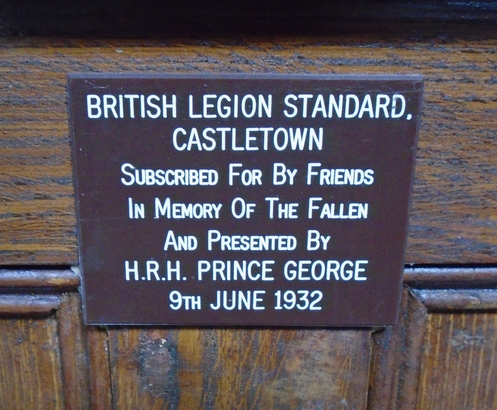 BRITISH LEGION STANDARD.
CASTLETOWN
SUBSCRIBED FOR BY FRIENDS
IN MEMORY OF THE FALLEN
AND PRESENTED BY
H.R.H. PRINCE GEORGE
9TH JUNE 1932